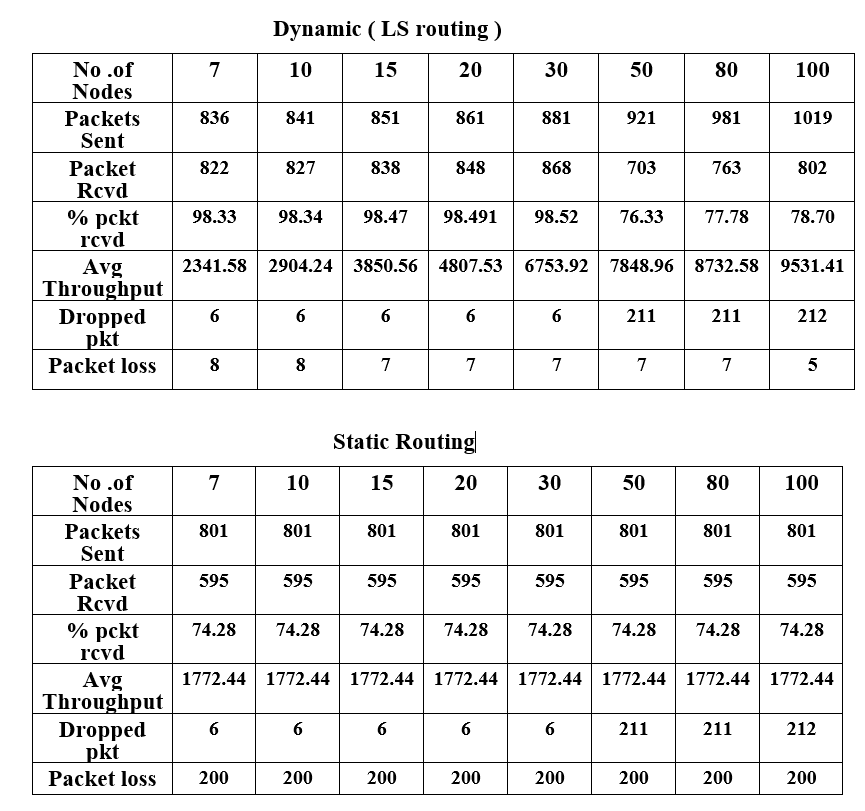 Dynamic ( LS routing )
No .of Nodes 7 10 15 20 30 50 80 100
Packets Sent 836 841 851 861 881 921 981 1019
Packet Rcvd 822 827 838 848 868 703 763 802
% pckt rcvd 98.33 98.34 98.47 98.491 98.52 76.33 77.78 78.70
Avg Throughput 2341.58 2904.24 3850.56 4807.53 6753.92 7848.96 8732.58 9531.41
Dropped pkt 6 6 6 6 6 211 211 212
Packet loss 8 8 7 7 7 7 7 5
Static Routing
No .of Nodes 7 10 15 20 30 50 80 100
Packets Sent 801 801 801 801 801 801 801 801
Packet Rcvd 595 595 595 595 595 595 595 595
% pckt rcvd 74.28 74.28 74.28 74.28 74.28 74.28 74.28 74.28
Avg Throughput 1772.44 1772.44 1772.44 1772.44 1772.44 1772.44 1772.44 1772.44
Dropped pkt 6 6 6 6 6 211 211 212
Packet loss 200 200 200 200 200 200 200 200